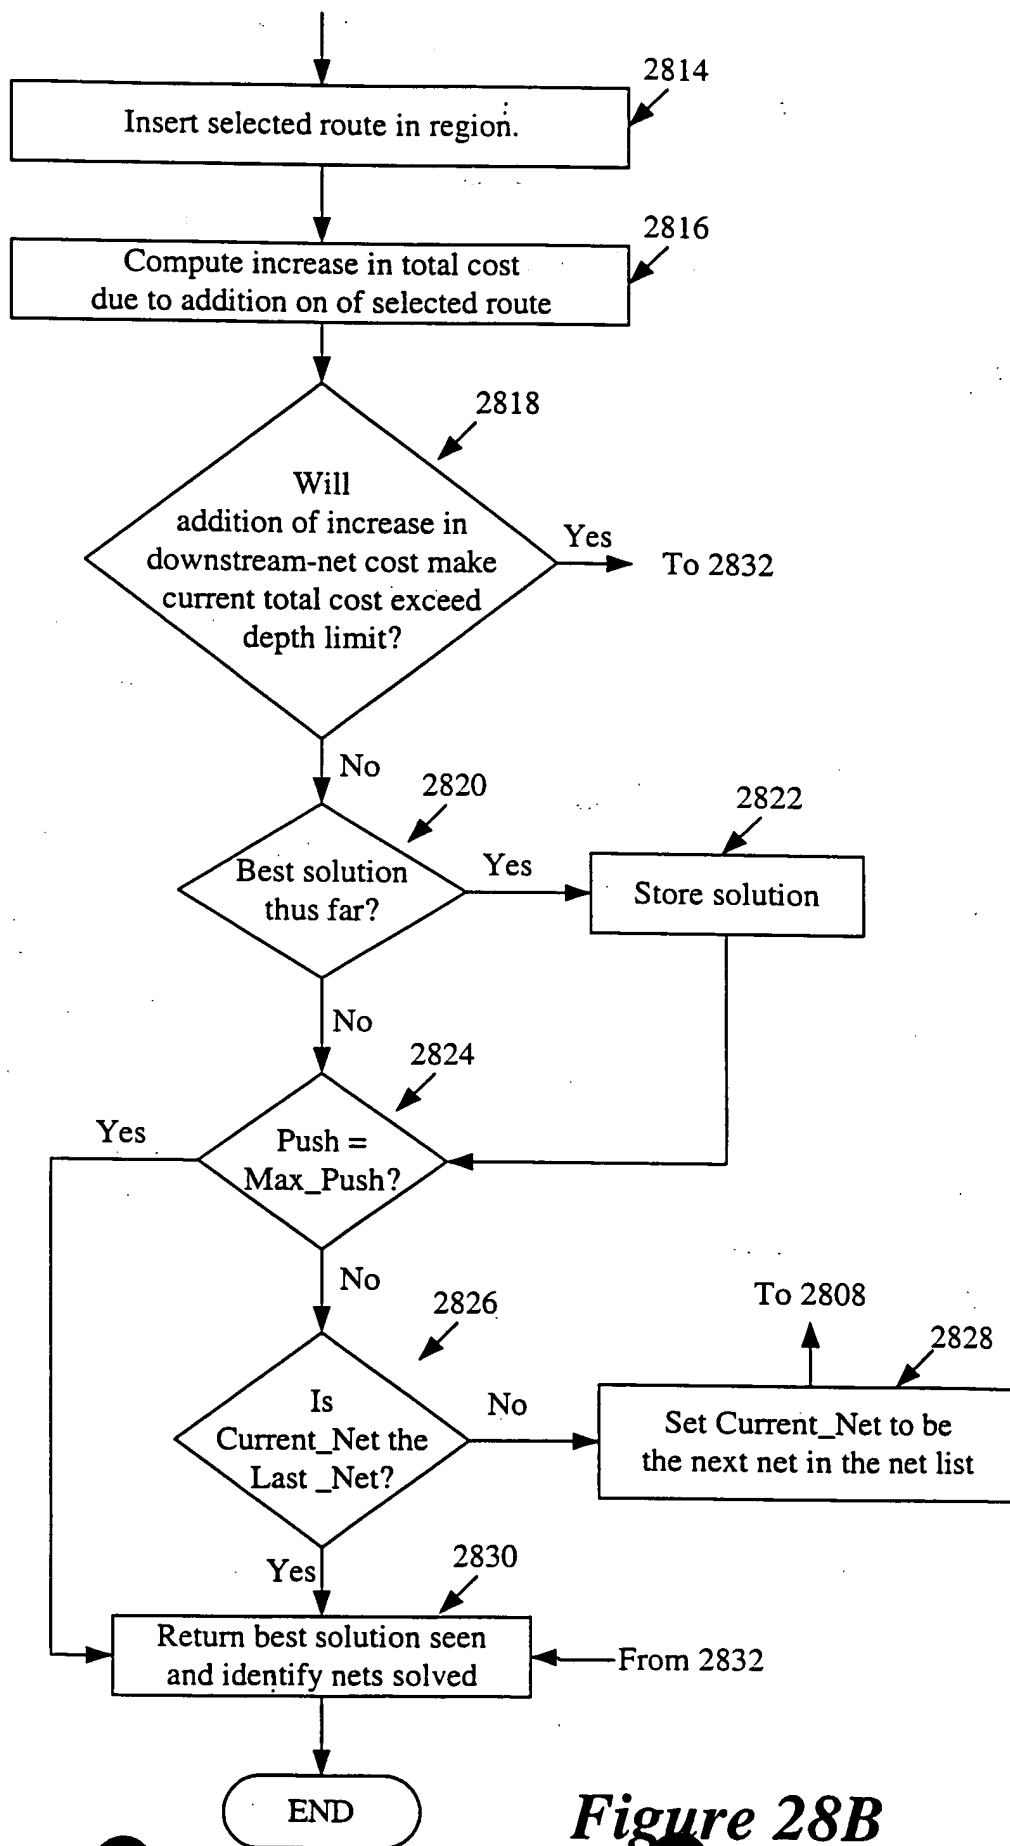 2814
Insert selected route in region.
2816
Compute increase in total cost
due to addition on of selected route
2818
Will
addition of increase in
downstream-net cost make
current total cost exceed
depth limit?
Yes
To 2832
No
2820
Best solution
thus far?
Yes
2822
Store solution
No
2824
Push =
Max_Push?
Yes
No
2826
Is
Current_Net the
Last _Net?
No
To 2808
2828
Set Current_Net to be
the next net in the net list
Yes
2830
Return best solution seen
and identify nets solved
From 2832
END
Figure 28B